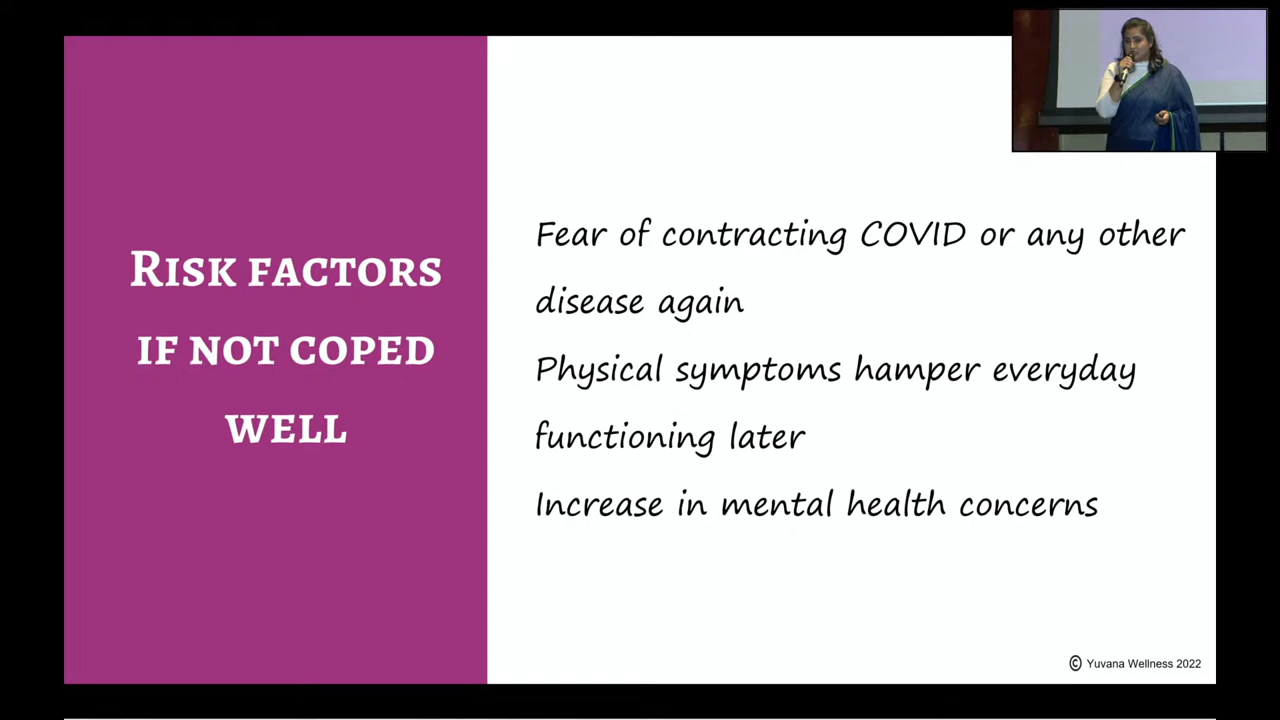 Risk factors
if not coped
well
Fear of contracting COVID or any other
disease again
Physical symptoms hamper everyday
functioning later
Increase in mental health concerns
© Yuvana Wellness 2022